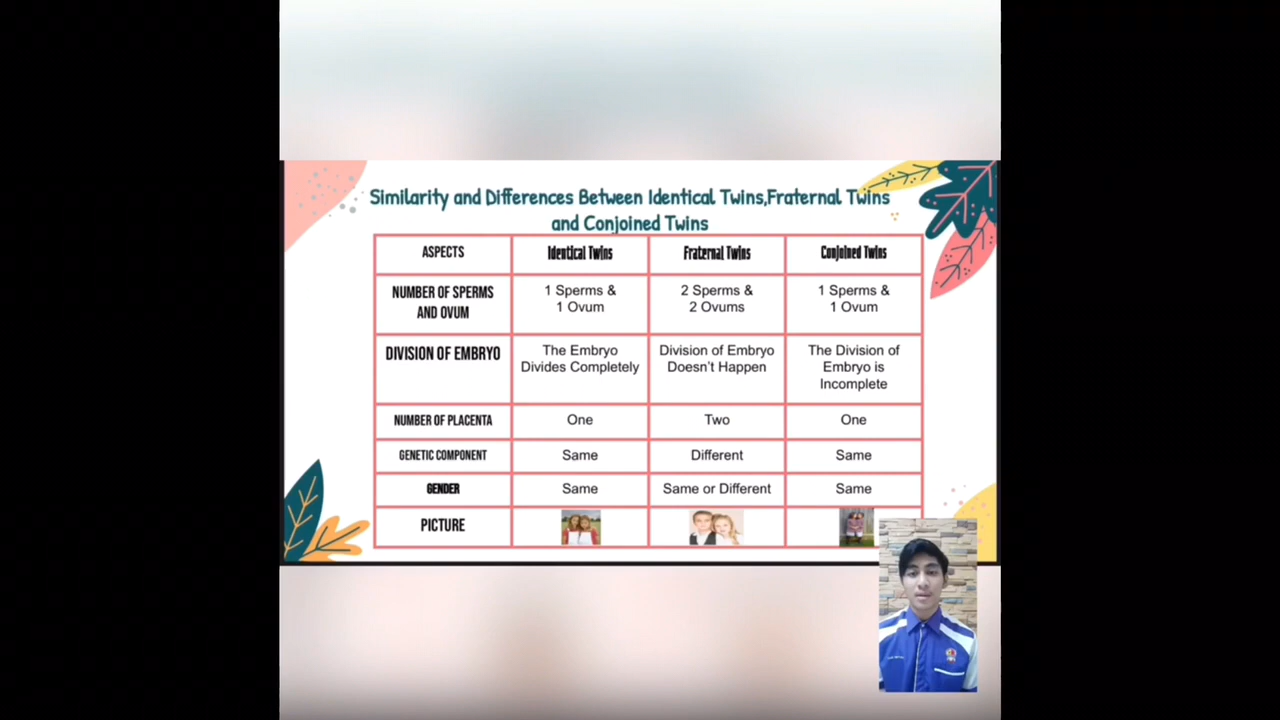 Similarity and Differences Between Identical Twins,Fraternal Twins
and Conjoined Twins
ASPECTS Identical Twins Fraternal Twins Conjoined Twins
NUMBER OF SPERMS
AND OVUM
1 Sperms &
1 Ovum
2 Sperms &
2 Ovums
1 Sperms &
1 Ovum
DIVISION OF EMBRYO
The Embryo
Divides Completely
Division of Embryo
Doesn't Happen
The Division of
Embryo is
Incomplete
NUMBER OF PLACENTA One Two One
GENETIC COMPONENT Same Different Same
GENDER Same Same or Different Same
PICTURE